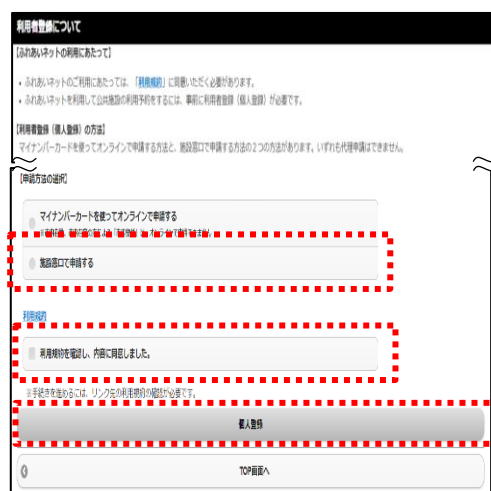 利用者登録について
【ふれあいネットの利用にあたって】
・ ふれあいネットのご利用にあたっては、「利用規約」に同意いただく必要があります。
・ ふれあいネットを利用して公共施設の利用予約をするには、事前に利用者登録（個人登録）が必要です。
【利用者登録（個人登録）の方法】
マイナンバーカードを使ってオンラインで申請する方法と、施設窓口で申請する方法の２つの方法があります。いずれも代理申請はできません。
【申請方法の選択】
マイナンバーカードを使ってオンラインで申請する
施設窓口で申請する
利用規約
利用規約を確認し、内容に同意しました。
※手続きを進めるには、リンク先の利用規約の確認が必要です。
個人登録
TOP画面へ